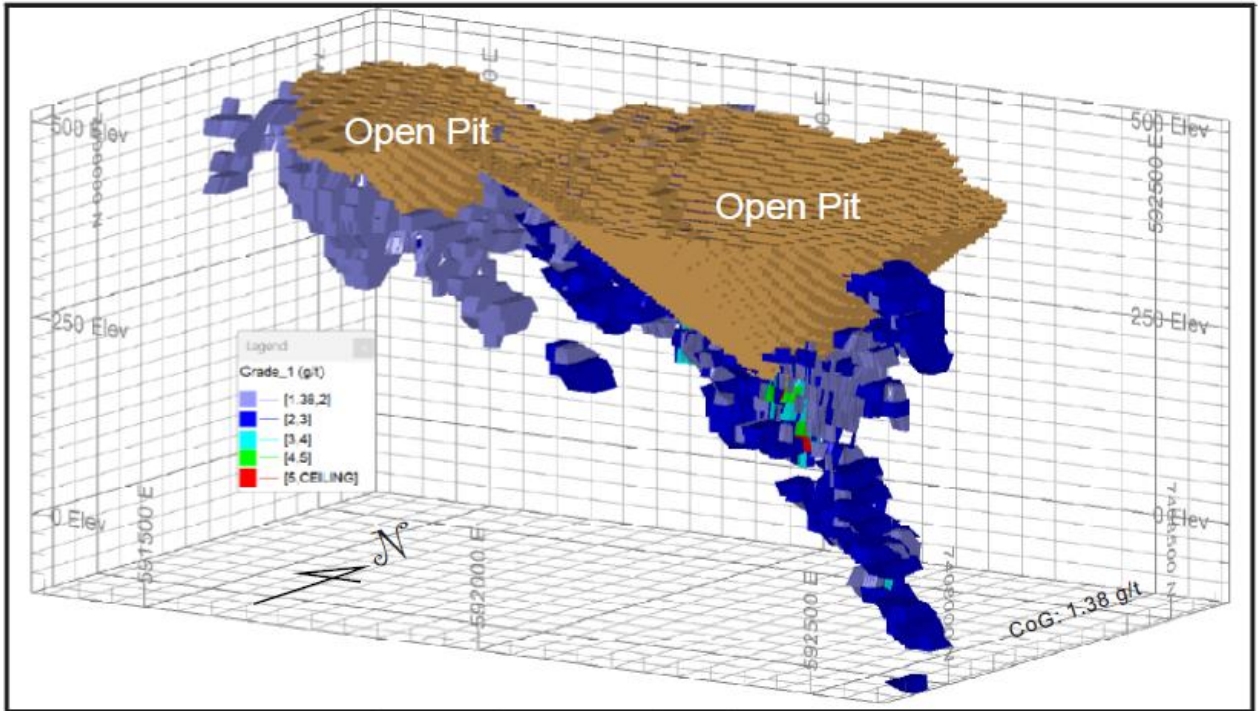 500 Elev
500 Elev
592500 E
Open Pit
Open Pit
250 Elev
250 Elev
Legend
Grade_1 (g/t)
[1.38,2]
[2,3]
[3,4]
[4,5]
[5,CEILING]
0 Elev
0 Elev
591500 E
592000 E
592500 E
N
CoG: 1.38 g/t